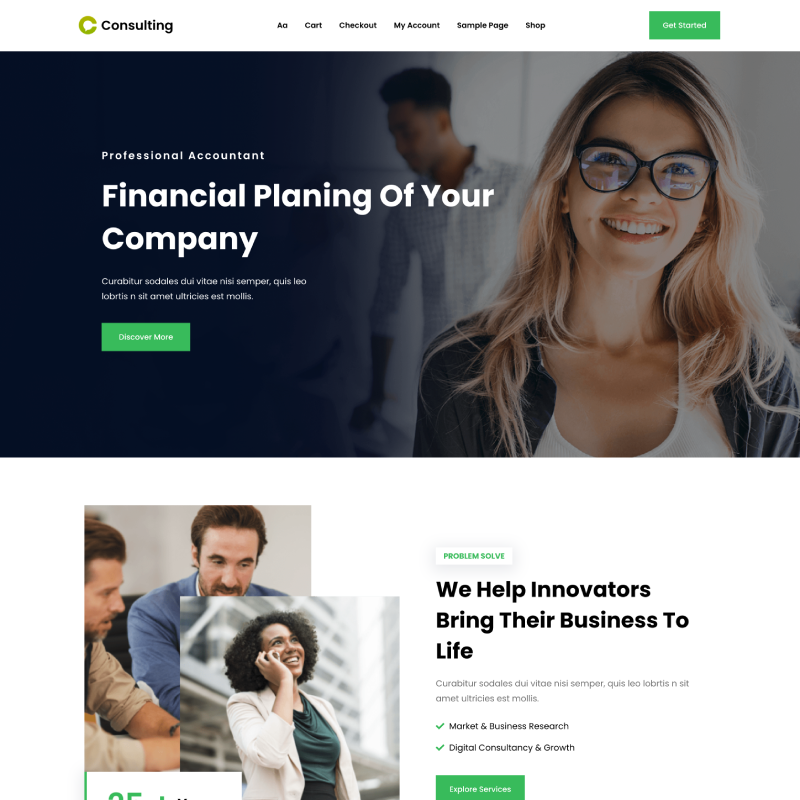 Consulting
Aa
Cart
Checkout
My Account
Sample Page
Shop
Get Started
Professional Accountant
Financial Planing Of Your
Company
Curabitur sodales dui vitae nisi semper, quis leo
lobrtis n sit amet ultricies est mollis.
Discover More
PROBLEM SOLVE
We Help Innovators
Bring Their Business To
Life
Curabitur sodales dui vitae nisi semper, quis leo lobrtis n sit
amet ultricies est mollis.
Market & Business Research
Digital Consultancy & Growth
Explore Services